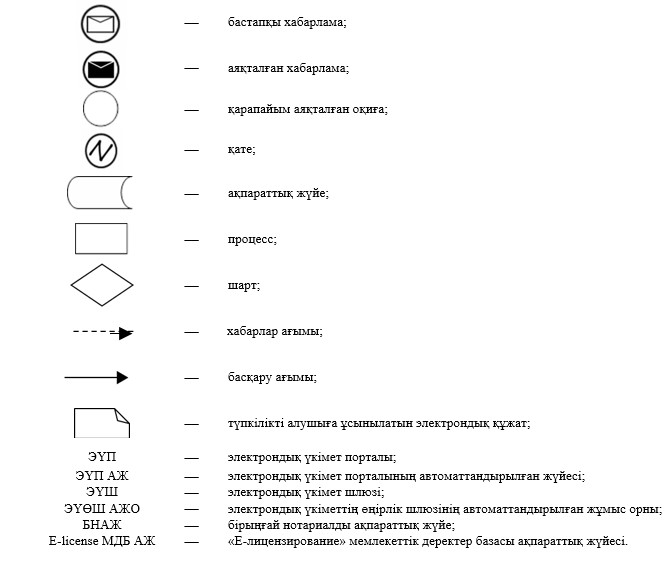 — бастапқы хабарлама;
— аяқталған хабарлама;
— қарапайым аяқталған оқиға;
— қате;
— ақпараттық жүйе;
— процесс;
— шарт;
— хабарлар ағымы;
— басқару ағымы;
— түпкілікті алушыға ұсынылатын электрондық құжат;
ЭҮП — электрондық үкімет порталы;
ЭҮП АЖ — электрондық үкімет порталының автоматтандырылған жүйесі;
ЭҮШ — электрондық үкімет шлюзі;
ЭҮӨШ АЖО — электрондық үкіметтің өңірлік шлюзінің автоматтандырылған жұмыс орны;
БНАЖ — бірыңғай нотариалды ақпараттық жүйе;
E-license МДБ АЖ — «Е-лицензирование» мемлекеттік деректер базасы ақпараттық жүйесі.